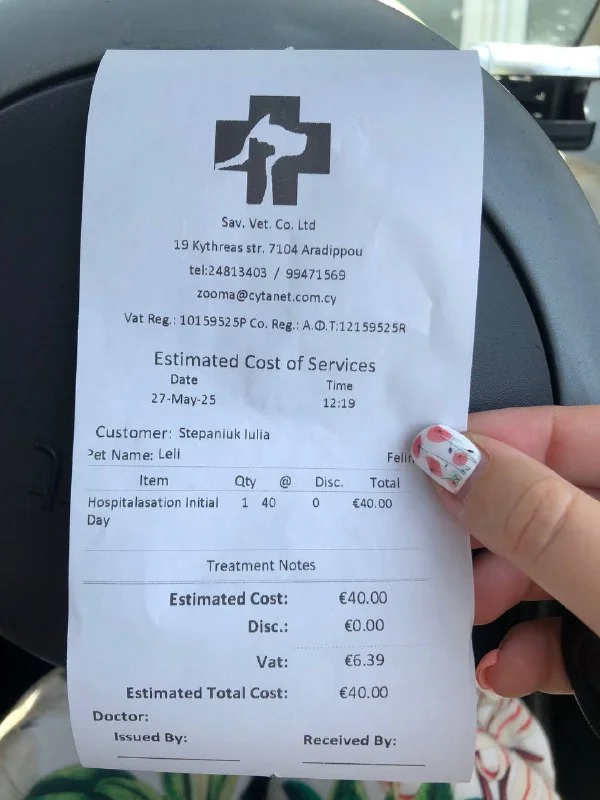 Sav. Vet. Co. Ltd
19 Kythreas str. 7104 Aradippou
tel:24813403 / 99471569
zooma@cytanet.com.cy
Vat Reg.: 10159525P Co. Reg.: Α.Φ.Τ:12159525R
Estimated Cost of Services
Date Time
27-May-25 12:19
Customer: Stepaniuk Iulia
Pet Name: Leli
Item Qty @ Disc. Total
Hospitalasation Initial 1 40 0 €40.00
Day
Treatment Notes
Estimated Cost: €40.00
Disc.: €0.00
Vat: €6.39
Estimated Total Cost: €40.00
Doctor:
Issued By: Received By: